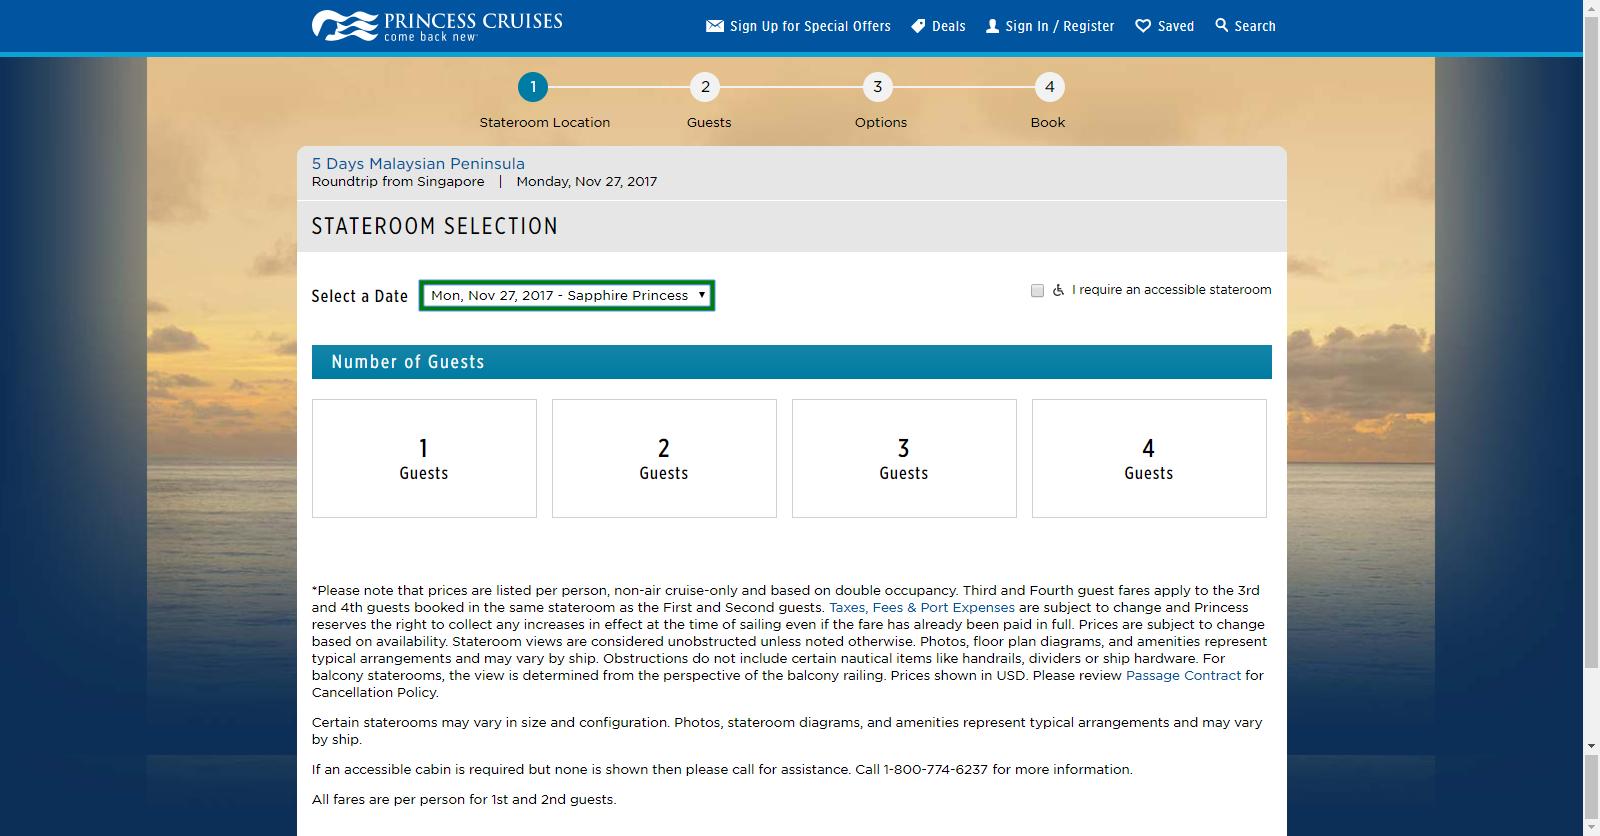 PRINCESS CRUISES
come back new
Sign Up for Special Offers
Deals
Sign In / Register
Saved
Search
1
2
3
4
Stateroom Location
Guests
Options
Book
5 Days Malaysian Peninsula
Roundtrip from Singapore | Monday, Nov 27, 2017
STATEROOM SELECTION
Select a Date
Mon, Nov 27, 2017 - Sapphire Princess
I require an accessible stateroom
Number of Guests
1
Guests
2
Guests
3
Guests
4
Guests
*Please note that prices are listed per person, non-air cruise-only and based on double occupancy. Third and Fourth guest fares apply to the 3rd
and 4th guests booked in the same stateroom as the First and Second guests. Taxes, Fees & Port Expenses are subject to change and Princess
reserves the right to collect any increases in effect at the time of sailing even if the fare has already been paid in full. Prices are subject to change
based on availability. Stateroom views are considered unobstructed unless noted otherwise. Photos, floor plan diagrams, and amenities represent
typical arrangements and may vary by ship. Obstructions do not include certain nautical items like handrails, dividers or ship hardware. For
balcony staterooms, the view is determined from the perspective of the balcony railing. Prices shown in USD. Please review Passage Contract for
Cancellation Policy.
Certain staterooms may vary in size and configuration. Photos, stateroom diagrams, and amenities represent typical arrangements and may vary
by ship.
If an accessible cabin is required but none is shown then please call for assistance. Call 1-800-774-6237 for more information.
All fares are per person for 1st and 2nd guests.